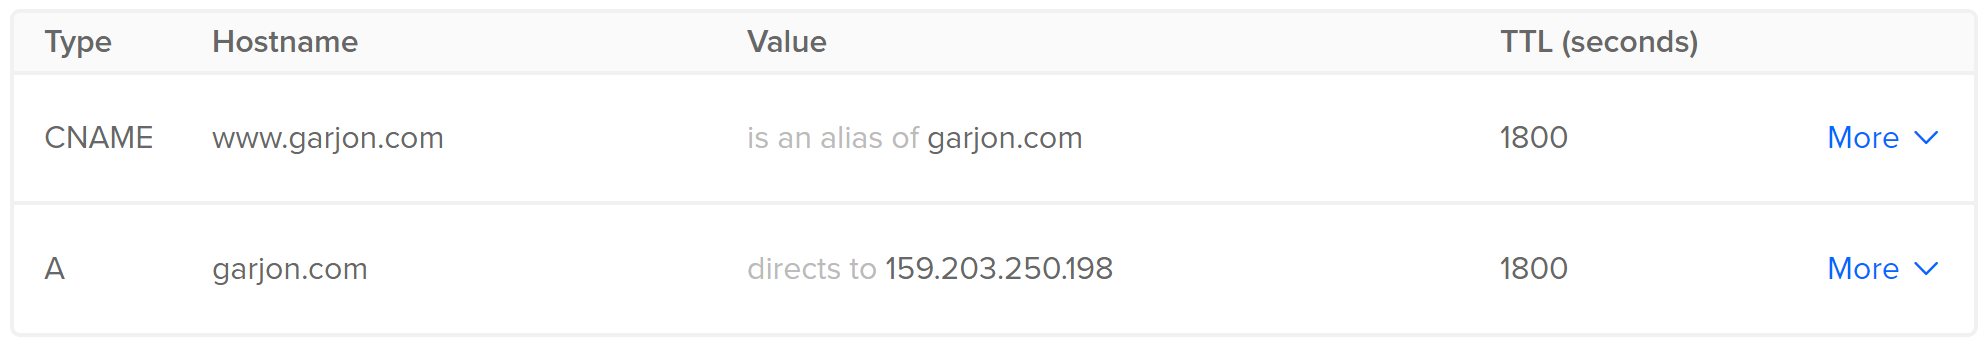 Type Hostname Value TTL (seconds)
CNAME www.garjon.com is an alias of garjon.com 1800 More
A garjon.com directs to 159.203.250.198 1800 More